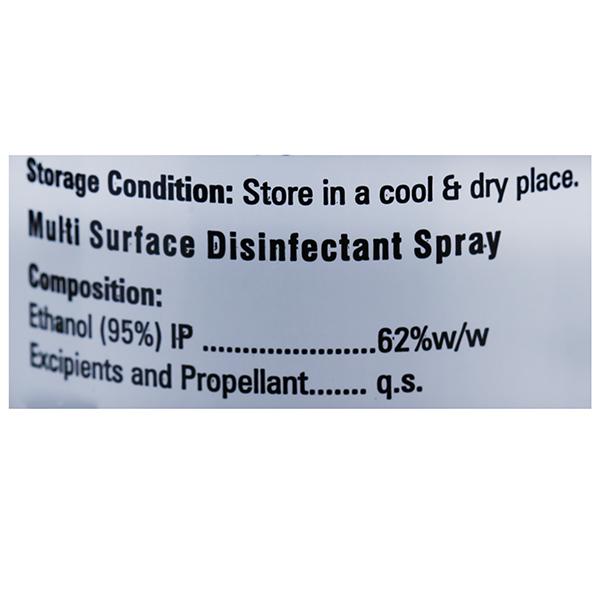 Storage Condition: Store in a cool & dry place.
Multi Surface Disinfectant Spray
Composition:
Ethanol (95%) IP ......................62%w/w
Excipients and Propellant....... q.s.